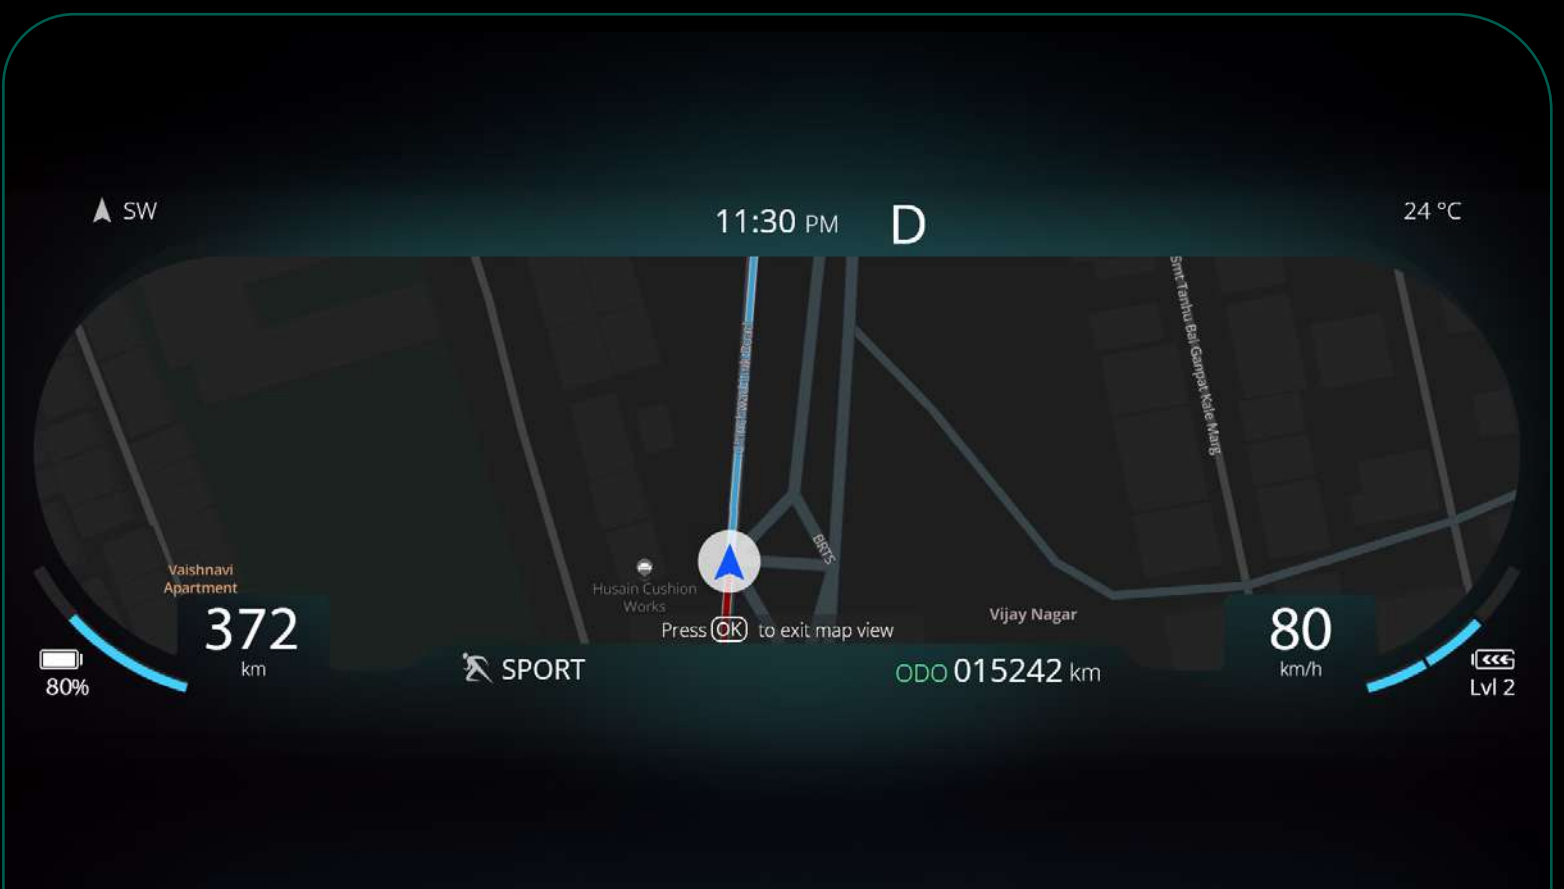 SW
11:30 PM
D
24 °C
Smt Tanhu Bai Ganpat Kale Marg
BRTS
Vaishnavi
Apartment
Husain Cushion
Works
Vijay Nagar
Press OK to exit map view
372
km
80
km/h
80%
SPORT
ODO 015242 km
Lvl 2